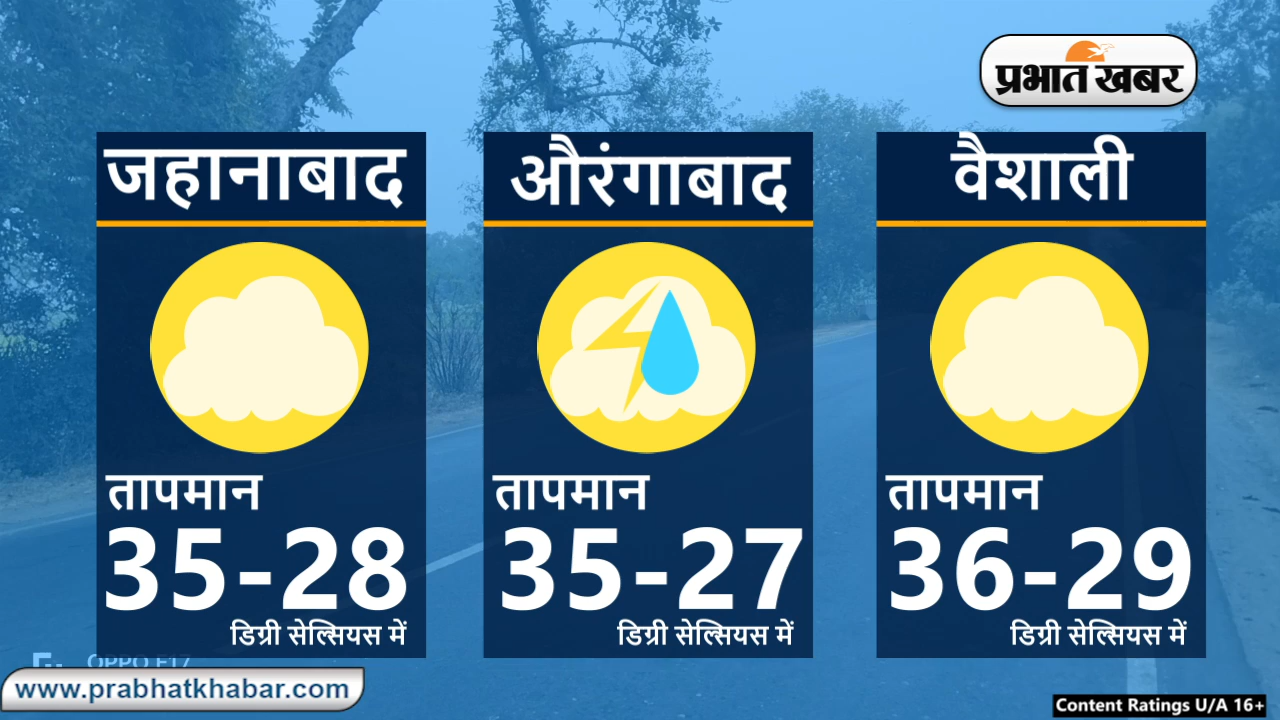 प्रभात खबर
जहानाबाद
तापमान
35-28
डिग्री सेल्सियस में
औरंगाबाद
तापमान
35-27
डिग्री सेल्सियस में
वैशाली
तापमान
36-29
डिग्री सेल्सियस में
OPPO F17
www.prabhatkhabar.com
Content Ratings U/A 16+